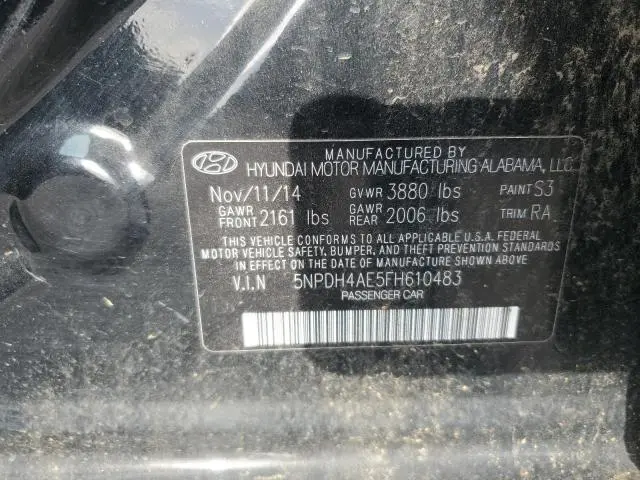 MANUFACTURED BY
HYUNDAI MOTOR MANUFACTURING ALABAMA, LLC
Nov/11/14 GVWR 3880 lbs PAINT S3
GAWR FRONT 2161 lbs GAWR REAR 2006 lbs TRIM RA
THIS VEHICLE CONFORMS TO ALL APPLICABLE U.S.A. FEDERAL
MOTOR VEHICLE SAFETY, BUMPER, AND THEFT PREVENTION STANDARDS
IN EFFECT ON THE DATE OF MANUFACTURE SHOWN ABOVE.
V.I.N 5NPDH4AE5FH610483
PASSENGER CAR